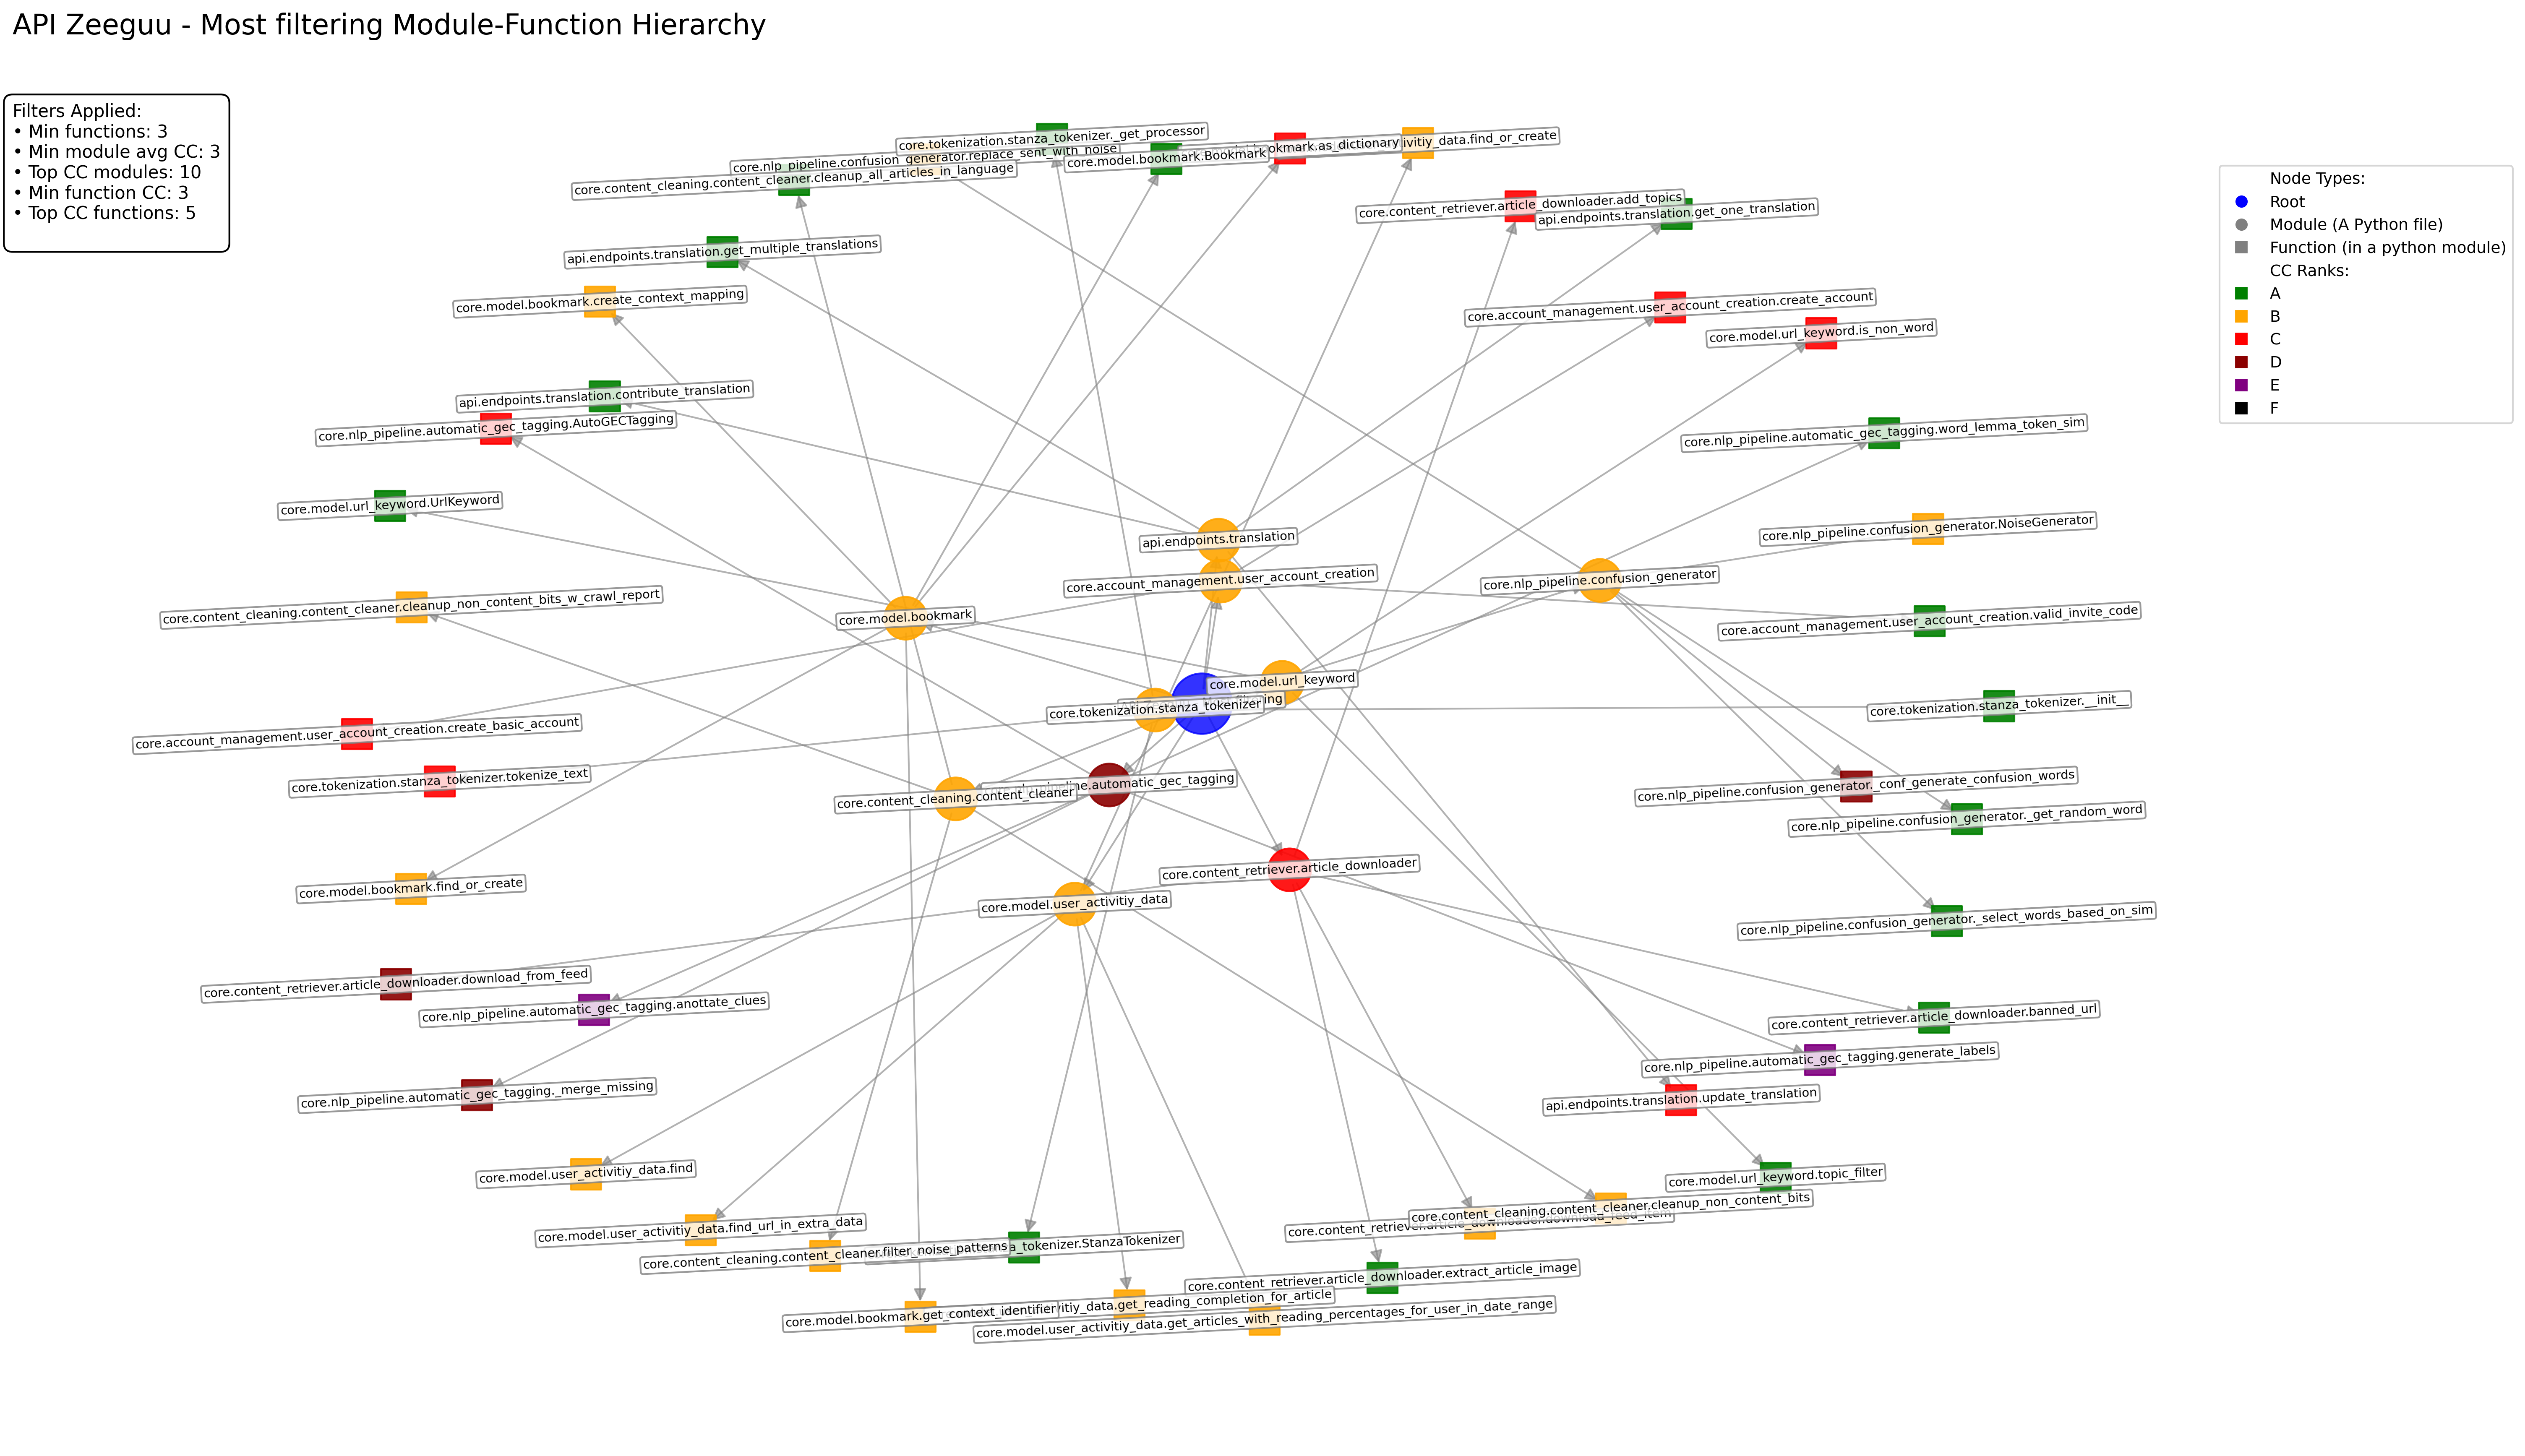 API Zeeguu - Most filtering Module-Function Hierarchy
Filters Applied:
• Min functions: 3
• Min module avg CC: 3
• Top CC modules: 10
• Min function CC: 3
• Top CC functions: 5
Node Types:
Root
Module (A Python file)
Function (in a python module)
CC Ranks:
A
B
C
D
E
F
core.tokenization.stanza_tokenizer._get_processor
core.nlp_pipeline.confusion_generator.replace_sent_with_noise
core.content_cleaning.content_cleaner.cleanup_all_articles_in_language
core.model.bookmark.Bookmark
bookmark.as_dictionary
ivitiy_data.find_or_create
core.content_retriever.article_downloader.add_topics
api.endpoints.translation.get_one_translation
api.endpoints.translation.get_multiple_translations
core.model.bookmark.create_context_mapping
core.account_management.user_account_creation.create_account
core.model.url_keyword.is_non_word
api.endpoints.translation.contribute_translation
core.nlp_pipeline.automatic_gec_tagging.AutoGECTagging
core.nlp_pipeline.automatic_gec_tagging.word_lemma_token_sim
core.model.url_keyword.UrlKeyword
core.nlp_pipeline.confusion_generator.NoiseGenerator
api.endpoints.translation
core.account_management.user_account_creation
core.nlp_pipeline.confusion_generator
core.content_cleaning.content_cleaner.cleanup_non_content_bits_w_crawl_report
core.model.bookmark
core.account_management.user_account_creation.valid_invite_code
core.model.url_keyword
core.tokenization.stanza_tokenizer
core.tokenization.stanza_tokenizer.__init__
core.account_management.user_account_creation.create_basic_account
core.tokenization.stanza_tokenizer.tokenize_text
.automatic_gec_tagging
core.content_cleaning.content_cleaner
core.nlp_pipeline.confusion_generator._conf_generate_confusion_words
core.nlp_pipeline.confusion_generator._get_random_word
core.content_retriever.article_downloader
core.model.bookmark.find_or_create
core.model.user_activitiy_data
core.nlp_pipeline.confusion_generator._select_words_based_on_sim
core.content_retriever.article_downloader.download_from_feed
core.nlp_pipeline.automatic_gec_tagging.anottate_clues
core.content_retriever.article_downloader.banned_url
core.nlp_pipeline.automatic_gec_tagging.generate_labels
core.nlp_pipeline.automatic_gec_tagging._merge_missing
api.endpoints.translation.update_translation
core.model.user_activitiy_data.find
core.model.url_keyword.topic_filter
core.content_cleaning.content_cleaner.cleanup_non_content_bits
core.content_retriever.article_downloader.download_feed_item
core.model.user_activitiy_data.find_url_in_extra_data
core.content_cleaning.content_cleaner.filter_noise_patterns
a_tokenizer.StanzaTokenizer
core.content_retriever.article_downloader.extract_article_image
core.model.bookmark.get_context_identifier
vitiy_data.get_reading_completion_for_article
core.model.user_activitiy_data.get_articles_with_reading_percentages_for_user_in_date_range